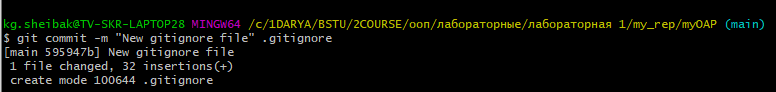 kg.sheibak@TV-SKR-LAPTOP28 MINGW64 /c/1DARYA/BSTU/2COURSE/ооп/лабораторные/лабораторная 1/my_rep/myOAP (main)
$ git commit -m "New gitignore file" .gitignore
[main 595947b] New gitignore file
 1 file changed, 32 insertions(+)
 create mode 100644 .gitignore